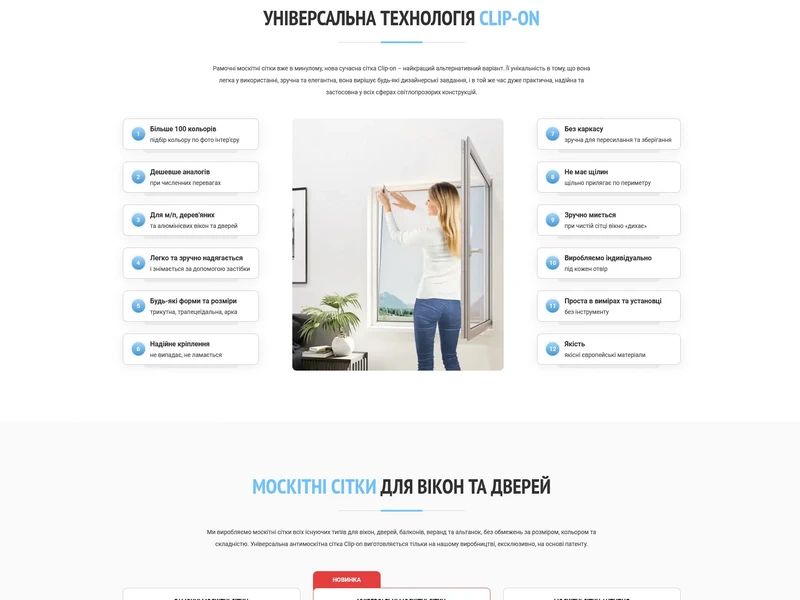 УНІВЕРСАЛЬНА ТЕХНОЛОГІЯ CLIP-ON
Рамочні москітні сітки вже в минулому, нова сучасна сітка Clip-on – найкращий альтернативний варіант. Її унікальність в тому, що вона
легка у використанні, зручна та елегантна, вона вирішує будь-які дизайнерські завдання, і в той же час дуже практична, надійна та
застосовна у всіх сферах світлопрозорих конструкцій.
1 Більше 100 кольорів
підбір кольору по фото інтер'єру
2 Дешевше аналогів
при численних перевагах
3 Для м/п, дерев'яних
та алюмінієвих вікон та дверей
4 Легко та зручно надягається
і знімається за допомогою застібки
5 Будь-які форми та розміри
трикутна, трапецеїдальна, арка
6 Надійне кріплення
не випадає, не ламається
7 Без каркасу
зручна для пересилання та зберігання
8 Не має щілин
щільно прилягає по периметру
9 Зручно миється
при чистій сітці вікно «дихає»
10 Виробляємо індивідуально
під кожен отвір
11 Проста в вимірах та установці
без інструменту
12 Якість
якісні європейські матеріали
МОСКІТНІ СІТКИ ДЛЯ ВІКОН ТА ДВЕРЕЙ
Ми виробляємо москітні сітки всіх існуючих типів для вікон, дверей, балконів, веранд та альтанок, без обмежень за розміром, кольором та
складністю. Універсальна антимоскітна сітка Clip-on виготовляється тільки на нашому виробництві, ексклюзивно, на основі патенту.
НОВИНКА